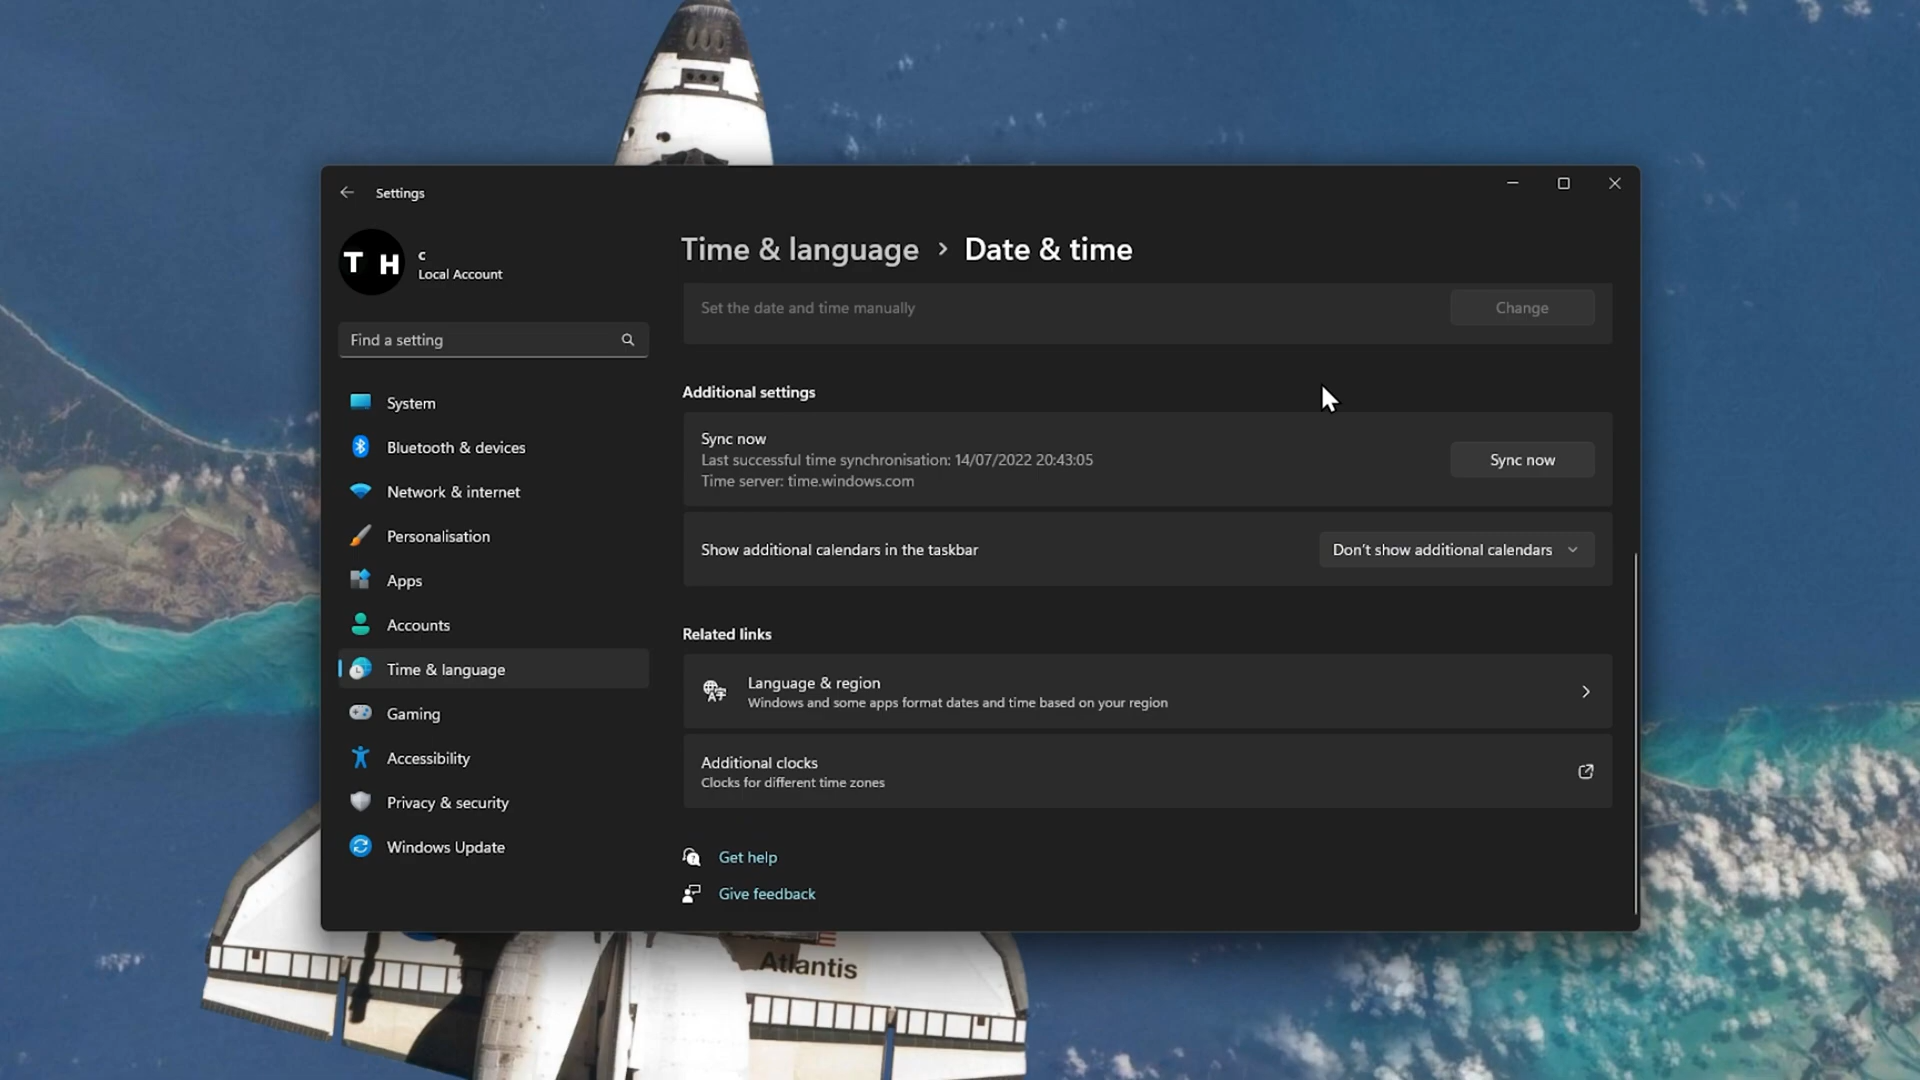 Settings
T H
c
Local Account
Find a setting
System
Bluetooth & devices
Network & internet
Personalisation
Apps
Accounts
Time & language
Gaming
Accessibility
Privacy & security
Windows Update
Time & language > Date & time
Set the date and time manually
Change
Additional settings
Sync now
Last successful time synchronisation: 14/07/2022 20:43:05
Time server: time.windows.com
Sync now
Show additional calendars in the taskbar
Don't show additional calendars
Related links
Language & region
Windows and some apps format dates and time based on your region
Additional clocks
Clocks for different time zones
Get help
Give feedback
Atlantis